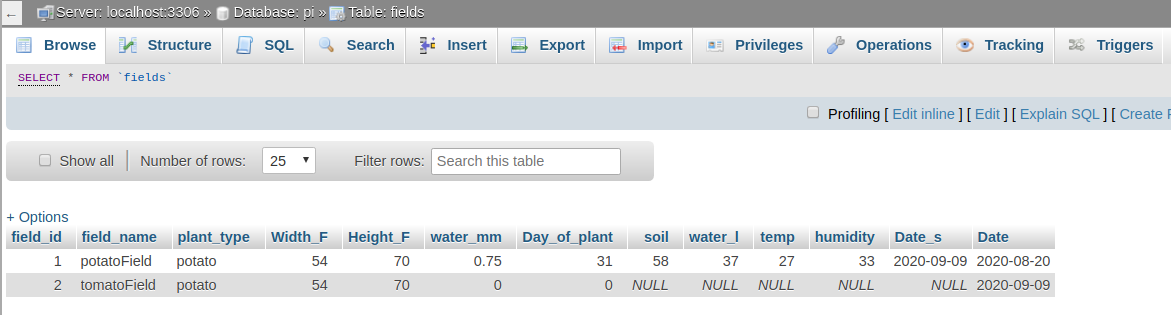 ← Server: localhost:3306 » Database: pi » Table: fields
Browse Structure SQL Search Insert Export Import Privileges Operations Tracking Triggers
SELECT * FROM `fields`
Profiling [ Edit inline ] [ Edit ] [ Explain SQL ] [ Create
Show all Number of rows: 25 Filter rows: Search this table
+ Options
field_id field_name plant_type Width_F Height_F water_mm Day_of_plant soil water_l temp humidity Date_s Date
1 potatoField potato 54 70 0.75 31 58 37 27 33 2020-09-09 2020-08-20
2 tomatoField potato 54 70 0 0 NULL NULL NULL NULL NULL 2020-09-09